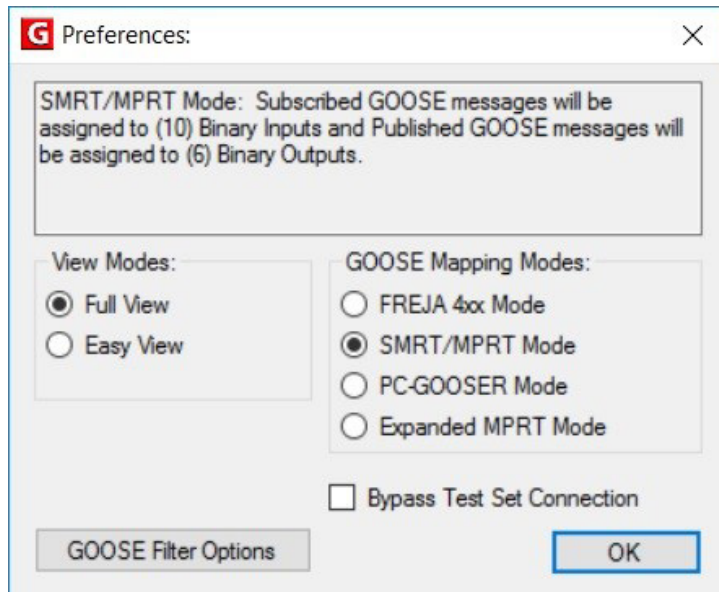 G Preferences:
SMRT/MPRT Mode: Subscribed GOOSE messages will be
assigned to (10) Binary Inputs and Published GOOSE messages will
be assigned to (6) Binary Outputs.
View Modes:
Full View
Easy View
GOOSE Mapping Modes:
FREJA 4xx Mode
SMRT/MPRT Mode
PC-GOOSER Mode
Expanded MPRT Mode
Bypass Test Set Connection
GOOSE Filter Options
OK